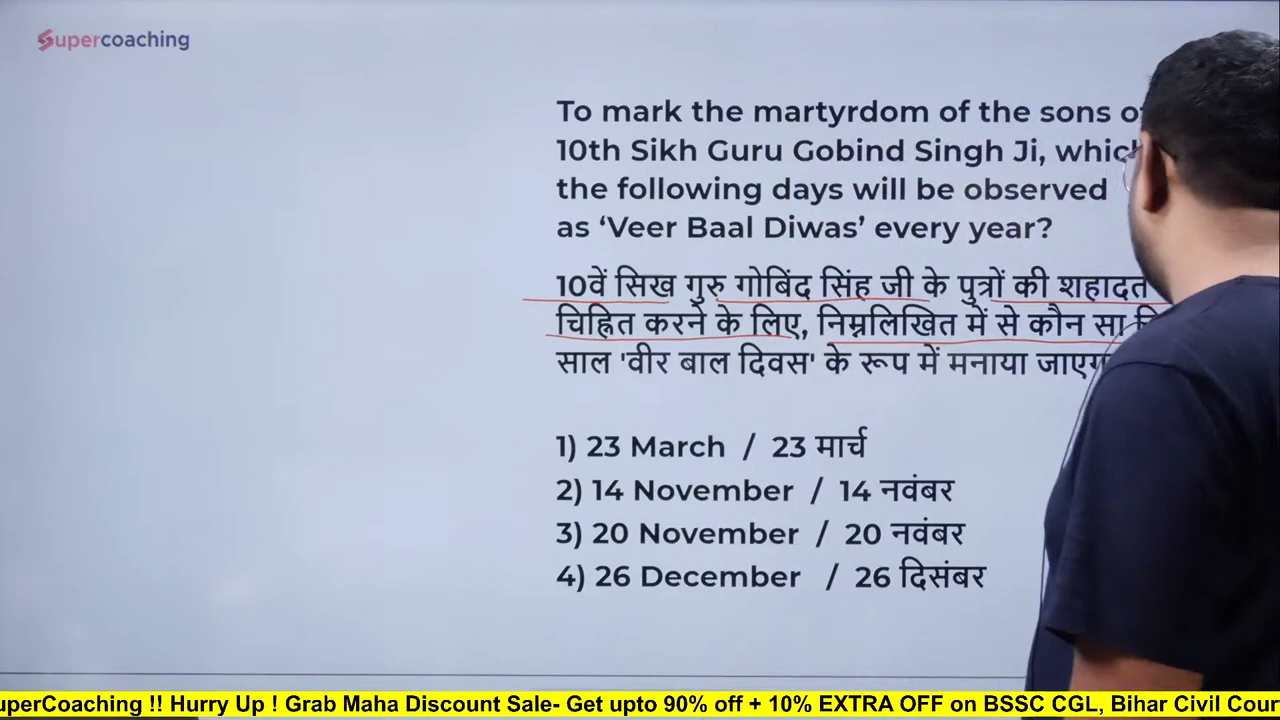 Supercoaching
To mark the martyrdom of the sons
10th Sikh Guru Gobind Singh Ji,
the following days will be observed
as ‘Veer Baal Diwas’ every year?
10वें सिख गुरु गोबिंद सिंह जी के पुत्रों की शहादत
चिह्नित करने के लिए, निम्नलिखित में से कौन सा
साल 'वीर बाल दिवस' के रूप में मनाया
1) 23 March / 23 मार्च
2) 14 November / 14 नवंबर
3) 20 November / 20 नवंबर
4) 26 December / 26 दिसंबर
uperCoaching !! Hurry Up ! Grab Maha Discount Sale- Get upto 90% off + 10% EXTRA OFF on BSSC CGL, Bihar Civil Cour